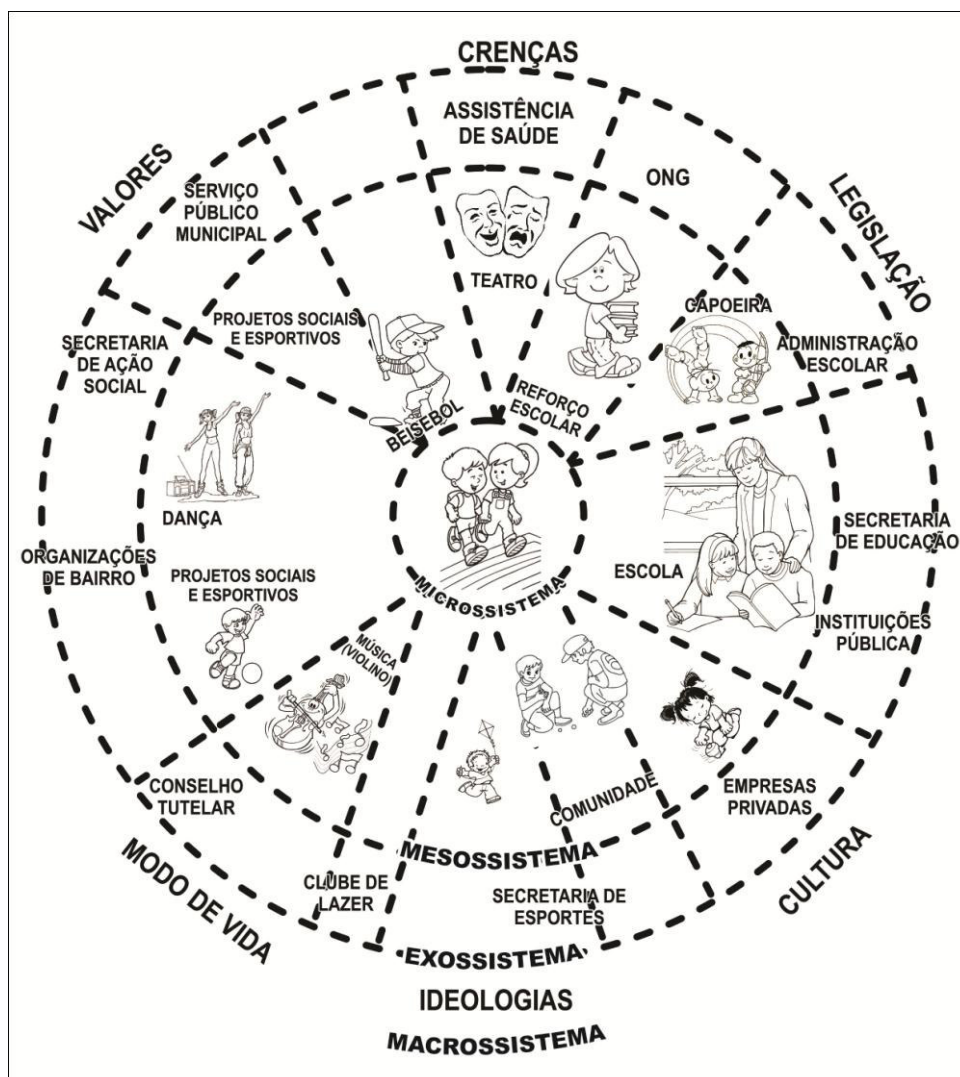 CRENÇAS
ASSISTÊNCIA
DE SAÚDE
VALORES
SERVIÇO
PÚBLICO
MUNICIPAL
ONG
LEGISLAÇÃO
TEATRO
CAPOEIRA
PROJETOS SOCIAIS
E ESPORTIVOS
SECRETARIA
DE AÇÃO
SOCIAL
ADMINISTRAÇÃO
ESCOLAR
BEISEBOL
REFORÇO
ESCOLAR
DANÇA
SECRETARIA
DE EDUCAÇÃO
ORGANIZAÇÕES
DE BAIRRO
ESCOLA
PROJETOS SOCIAIS
E ESPORTIVOS
MICROSSISTEMA
INSTITUIÇÕES
PÚBLICA
MÚSICA
(VIOLINO)
CONSELHO
TUTELAR
COMUNIDADE
EMPRESAS
PRIVADAS
MESOSSISTEMA
MODO DE VIDA
CLUBE DE
LAZER
SECRETARIA DE
ESPORTES
CULTURA
EXOSSISTEMA
IDEOLOGIAS
MACROSSISTEMA